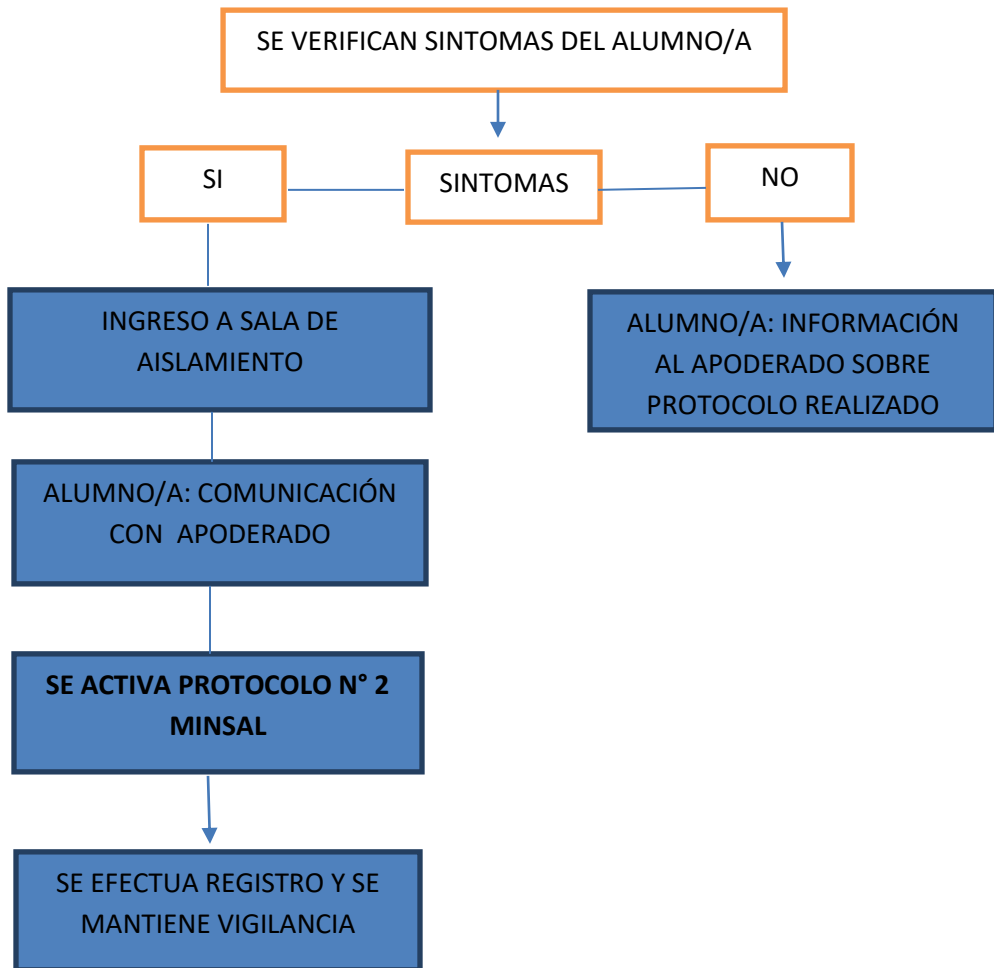 SE VERIFICAN SINTOMAS DEL ALUMNO/A
SI
SINTOMAS
NO
INGRESO A SALA DE
AISLAMIENTO
ALUMNO/A: INFORMACIÓN
AL APODERADO SOBRE
PROTOCOLO REALIZADO
ALUMNO/A: COMUNICACIÓN
CON APODERADO
SE ACTIVA PROTOCOLO N° 2
MINSAL
SE EFECTUA REGISTRO Y SE
MANTIENE VIGILANCIA